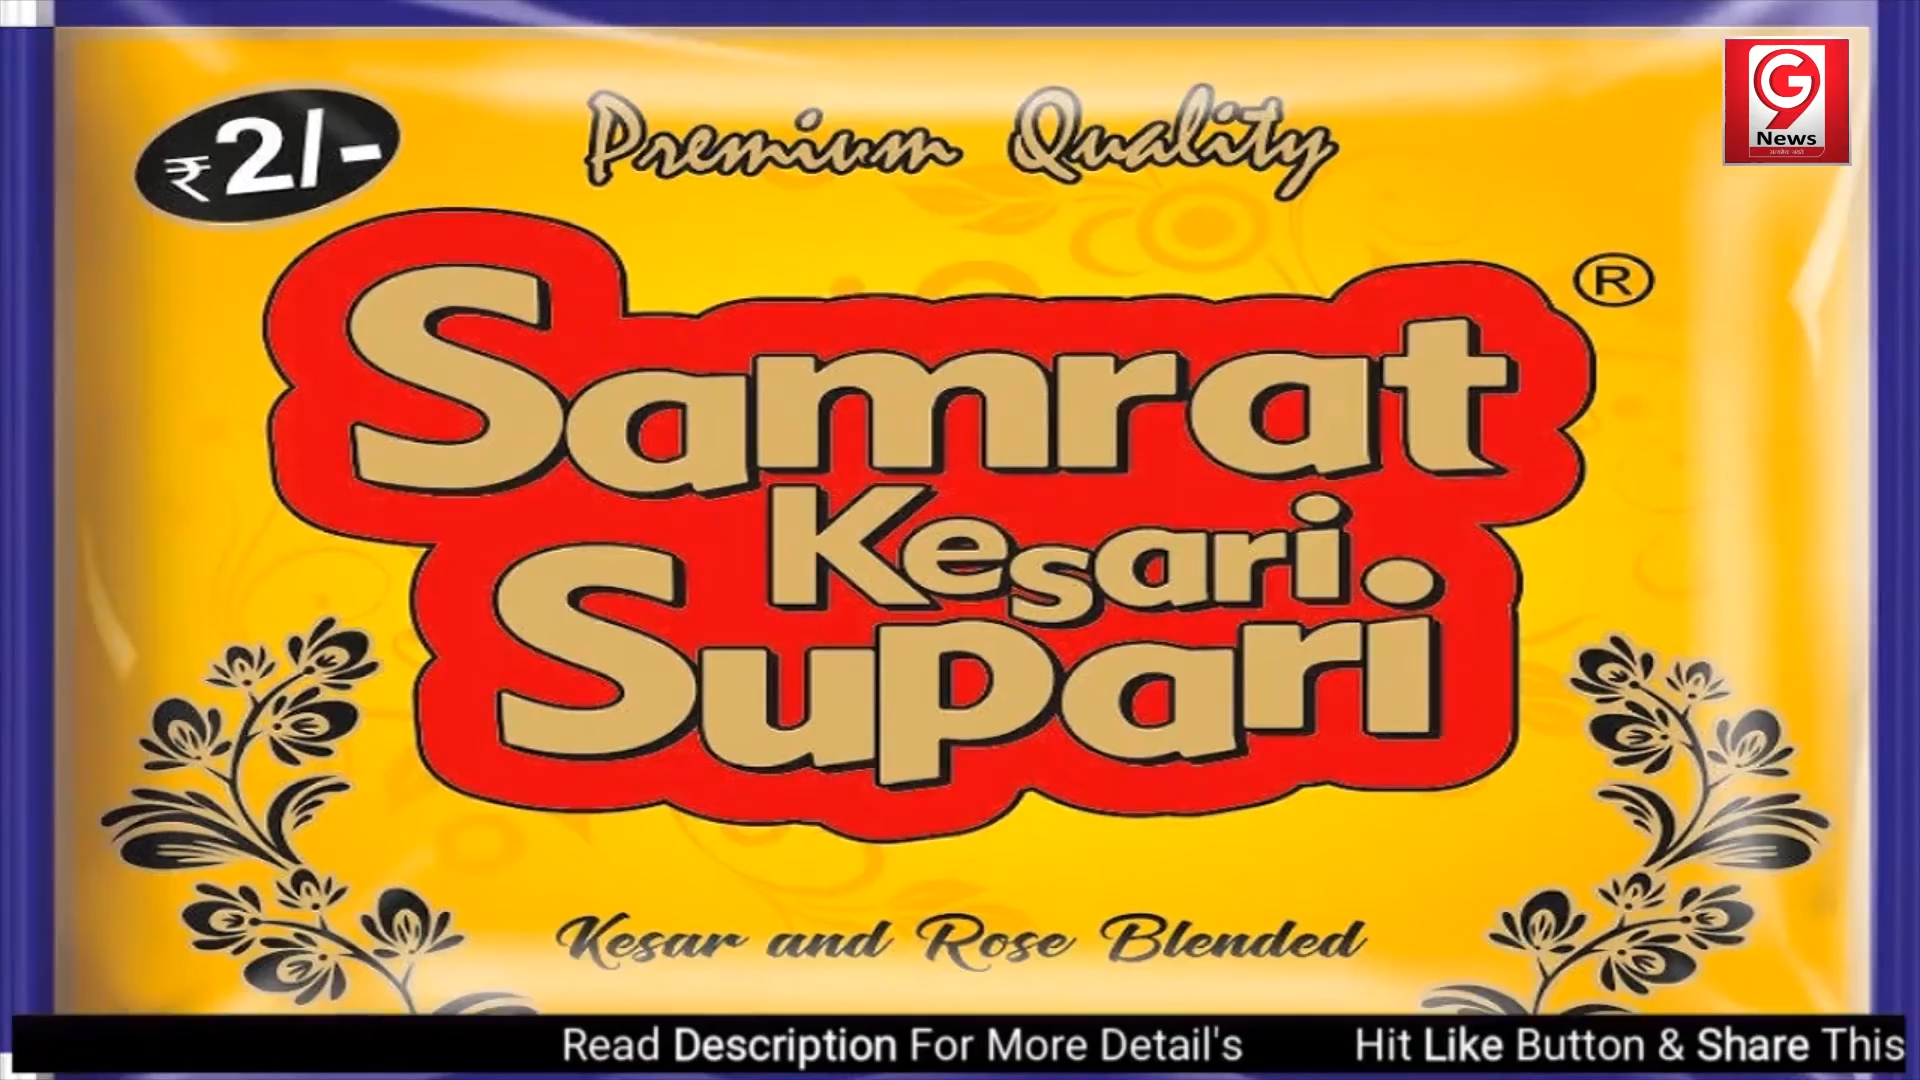 ₹2/-
Premium Quality
G9
News
Samrat
®
Kesari
Supari
Kesar and Rose Blended
Read Description For More Detail's Hit Like Button & Share This